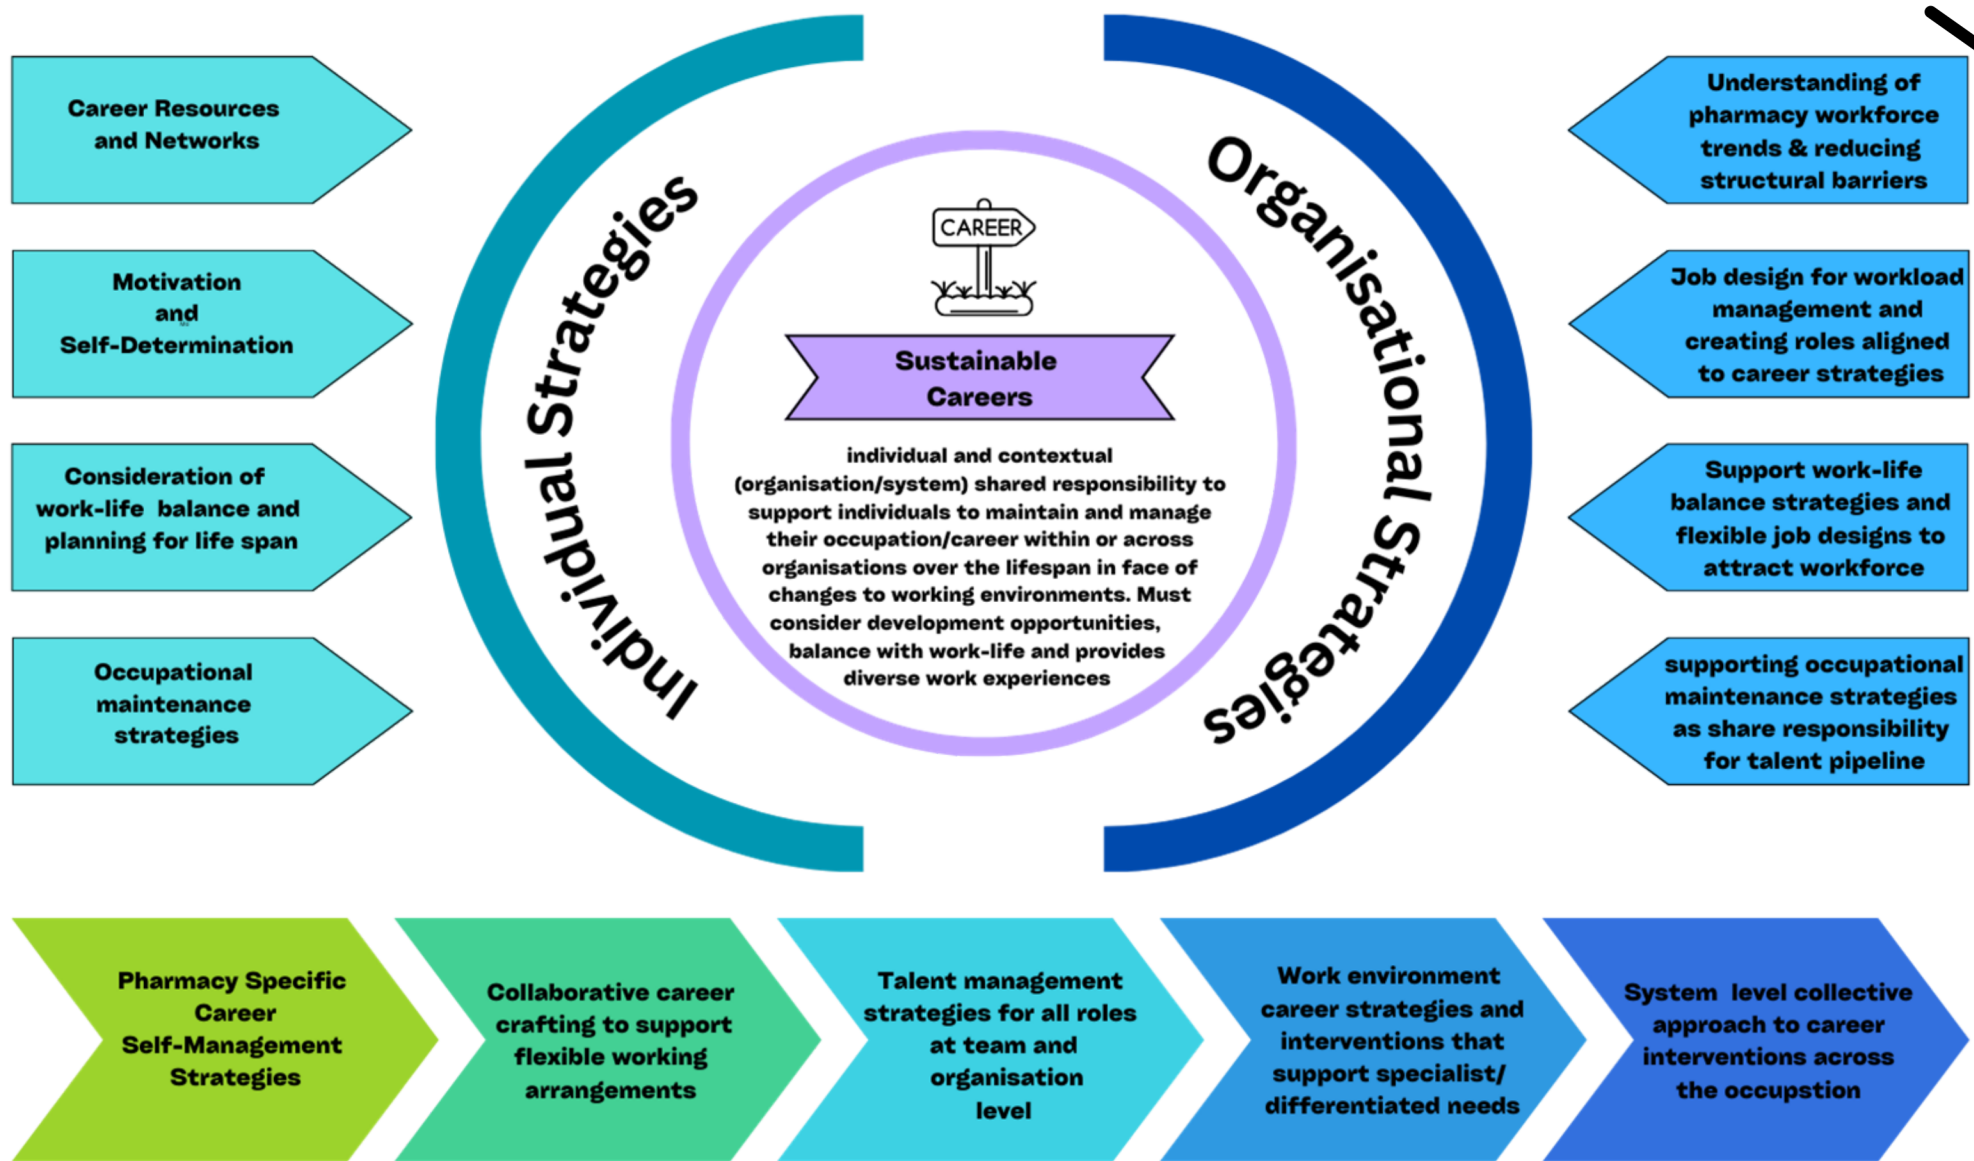 Career Resources
and Networks
Motivation
and
Self-Determination
Consideration of
work-life balance and
planning for life span
Occupational
maintenance
strategies
Individual Strategies
CAREER
Sustainable
Careers
individual and contextual
(organisation/system) shared responsibility to
support individuals to maintain and manage
their occupation/career within or across
organisations over the lifespan in face of
changes to working environments. Must
consider development opportunities,
balance with work-life and provides
diverse work experiences
Organisational Strategies
Understanding of
pharmacy workforce
trends & reducing
structural barriers
Job design for workload
management and
creating roles aligned
to career strategies
Support work-life
balance strategies and
flexible job designs to
attract workforce
supporting occupational
maintenance strategies
as share responsibility
for talent pipeline
Pharmacy Specific
Career
Self-Management
Strategies
Collaborative career
crafting to support
flexible working
arrangements
Talent management
strategies for all roles
at team and
organisation
level
Work environment
career strategies and
interventions that
support specialist/
differentiated needs
System level collective
approach to career
interventions across
the occupstion